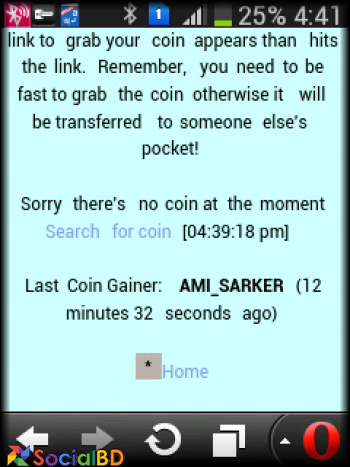 1 25% 4:41
link to grab your coin appears than hits
the link. Remember, you need to be
fast to grab the coin otherwise it will
be transferred to someone else's
pocket!
Sorry there's no coin at the moment
Search for coin [04:39:18 pm]
Last Coin Gainer: AMI_SARKER (12
minutes 32 seconds ago)
* Home
SocialBD